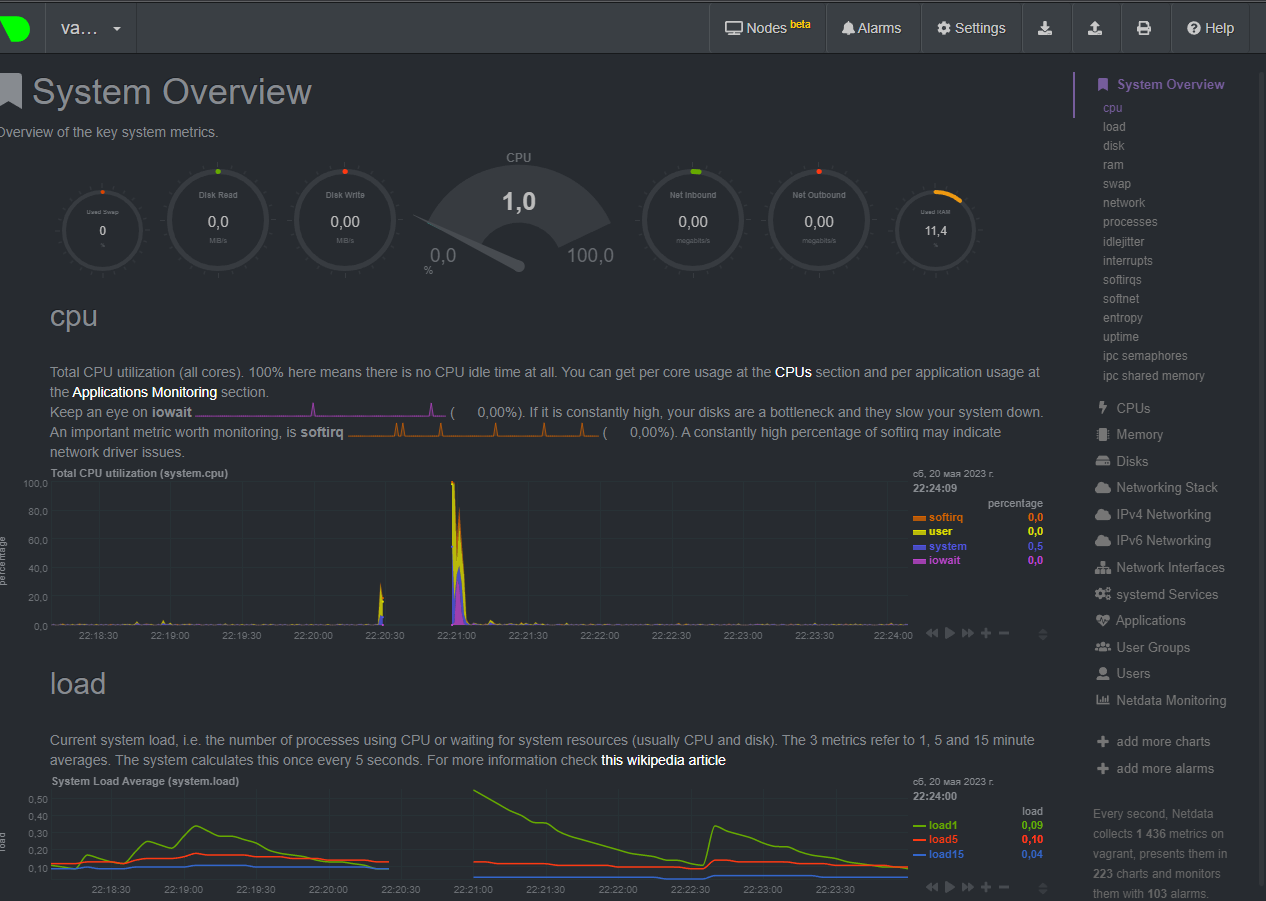 va...
Nodes beta
Alarms
Settings
Help
System Overview
Overview of the key system metrics.
Used Swap
0
%
Disk Read
0,0
MB/s
Disk Write
0,00
MB/s
CPU
1,0
0,0
100,0
%
Net Inbound
0,00
megabits/s
Net Outbound
0,00
megabits/s
Used RAM
11,4
%
cpu
Total CPU utilization (all cores). 100% here means there is no CPU idle time at all. You can get per core usage at the CPUs section and per application usage at
the Applications Monitoring section.
Keep an eye on iowait ( 0,00%). If it is constantly high, your disks are a bottleneck and they slow your system down.
An important metric worth monitoring, is softirq ( 0,00%). A constantly high percentage of softirq may indicate
network driver issues.
Total CPU utilization (system.cpu)
percentage
100,0
80,0
60,0
40,0
20,0
0,0
22:18:30 22:19:00 22:19:30 22:20:00 22:20:30 22:21:00 22:21:30 22:22:00 22:22:30 22:23:00 22:23:30 22:24:00
сб, 20 мая 2023 г.
22:24:09
percentage
softirq 0,0
user 0,0
system 0,5
iowait 0,0
load
Current system load, i.e. the number of processes using CPU or waiting for system resources (usually CPU and disk). The 3 metrics refer to 1, 5 and 15 minute
averages. The system calculates this once every 5 seconds. For more information check this wikipedia article
System Load Average (system.load)
load
0,50
0,40
0,30
0,20
0,10
22:18:30 22:19:00 22:19:30 22:20:00 22:20:30 22:21:00 22:21:30 22:22:00 22:22:30 22:23:00 22:23:30
сб, 20 мая 2023 г.
22:24:00
load
load1 0,09
load5 0,10
load15 0,04
System Overview
cpu
load
disk
ram
swap
network
processes
idlejitter
interrupts
softirqs
softnet
entropy
uptime
ipc semaphores
ipc shared memory
CPUs
Memory
Disks
Networking Stack
IPv4 Networking
IPv6 Networking
Network Interfaces
systemd Services
Applications
User Groups
Users
Netdata Monitoring
add more charts
add more alarms
Every second, Netdata
collects 1 436 metrics on
vagrant, presents them in
223 charts and monitors
them with 103 alarms.